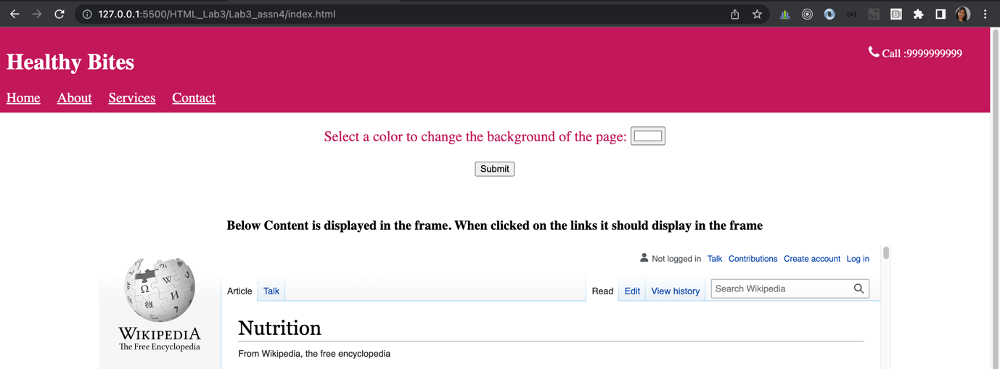 127.0.0.1:5500/HTML_Lab3/Lab3_assn4/index.html
Healthy Bites
Call :9999999999
Home About Services Contact
Select a color to change the background of the page:
Submit
Below Content is displayed in the frame. When clicked on the links it should display in the frame
Not logged in Talk Contributions Create account Log in
Article Talk Read Edit View history Search Wikipedia
WIKIPEDIA
The Free Encyclopedia
Nutrition
From Wikipedia, the free encyclopedia